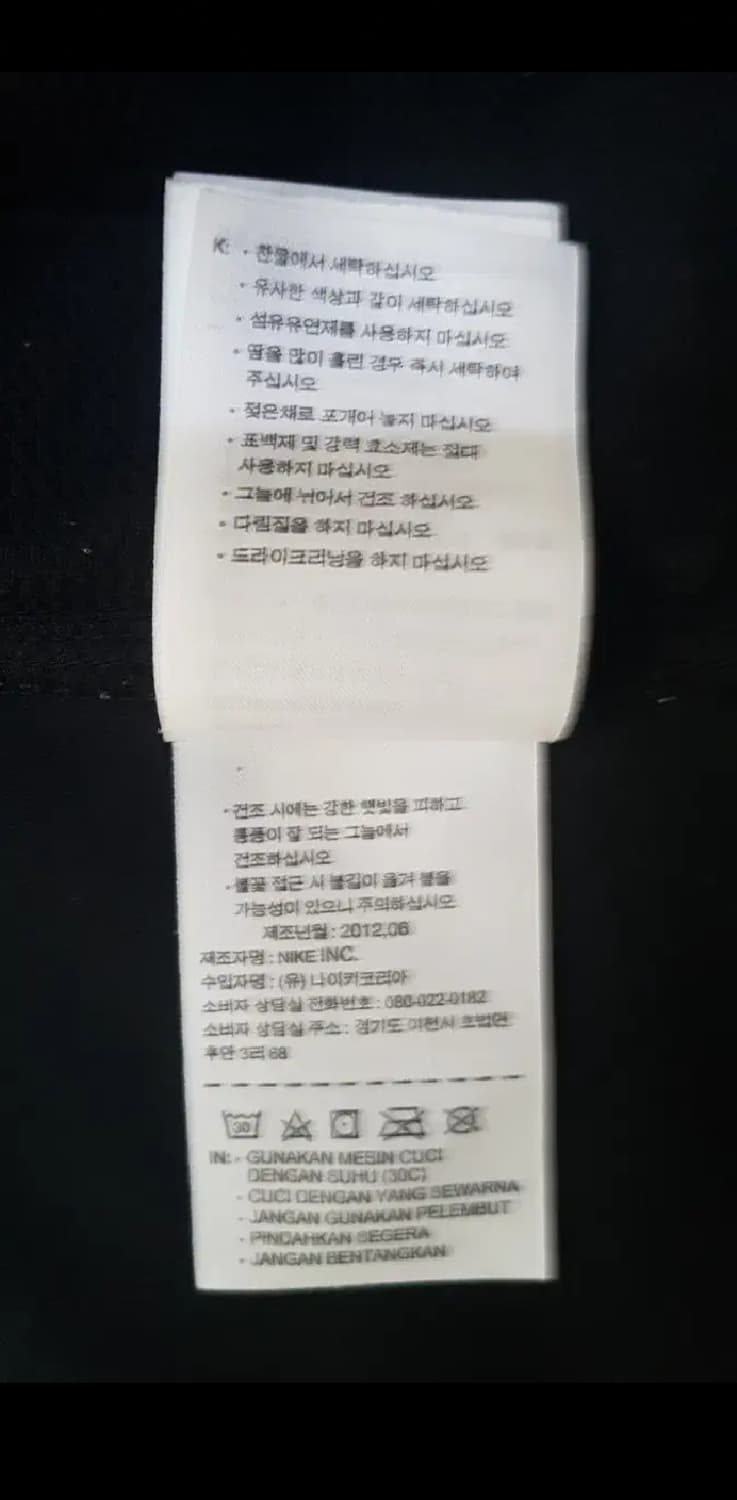 K: • 찬물에서 세탁하십시오
• 유사한 색상과 같이 세탁하십시오
• 섬유유연제를 사용하지 마십시오
• 땀을 많이 흘린 경우 즉시 세탁하여
주십시오
• 젖은채로 포개어 놓지 마십시오
• 표백제 및 강력 효소제는 절대
사용하지 마십시오
• 그늘에 뉘어서 건조 하십시오
• 다림질을 하지 마십시오
• 드라이크리닝을 하지 마십시오
• 건조 시에는 강한 햇빛을 피하고
통풍이 잘 되는 그늘에서
건조하십시오
• 불꽃 접근 시 불길이 옮겨 붙을
가능성이 있으니 주의하십시오
제조년월 : 2012.06
제조자명 : NIKE INC.
수입자명 : (유) 나이키코리아
소비자 상담실 전화번호 : 080-022-0182
소비자 상담실 주소 : 경기도 이천시 호법면
후안 3리 68
30
IN: - GUNAKAN MESIN CUCI
DENGAN SUHU (30C)
- CUCI DENGAN YANG SEWARNA
- JANGAN GUNAKAN PELEMBUT
- PINDAHKAN SEGERA
- JANGAN BENTANGKAN